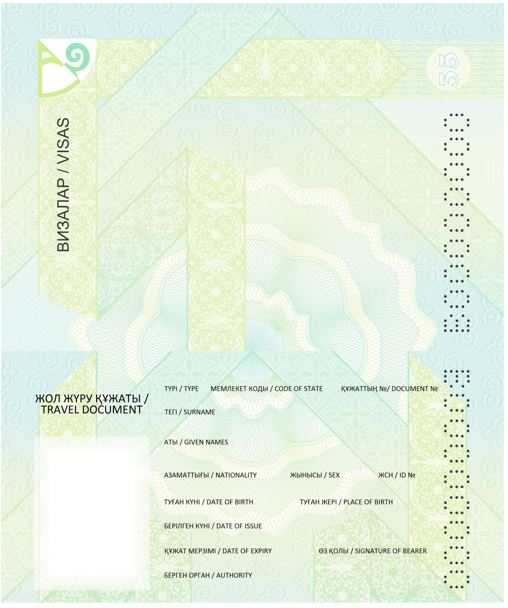 35
ВИЗАЛАР / VISAS
ЖОЛ ЖҮРУ ҚҰЖАТЫ /
TRAVEL DOCUMENT
ТҮРІ / TYPE МЕМЛЕКЕТ КОДЫ / CODE OF STATE ҚҰЖАТТЫҢ №/ DOCUMENT №
ТЕГІ / SURNAME
АТЫ / GIVEN NAMES
АЗАМАТТЫҒЫ / NATIONALITY ЖЫНЫСЫ / SEX ЖСН / ID №
ТУҒАН КҮНІ / DATE OF BIRTH ТУҒАН ЖЕРІ / PLACE OF BIRTH
БЕРІЛГЕН КҮНІ / DATE OF ISSUE
ҚҰЖАТ МЕРЗІМІ / DATE OF EXPIRY ӨЗ ҚОЛЫ / SIGNATURE OF BEARER
БЕРГЕН ОРГАН / AUTHORITY